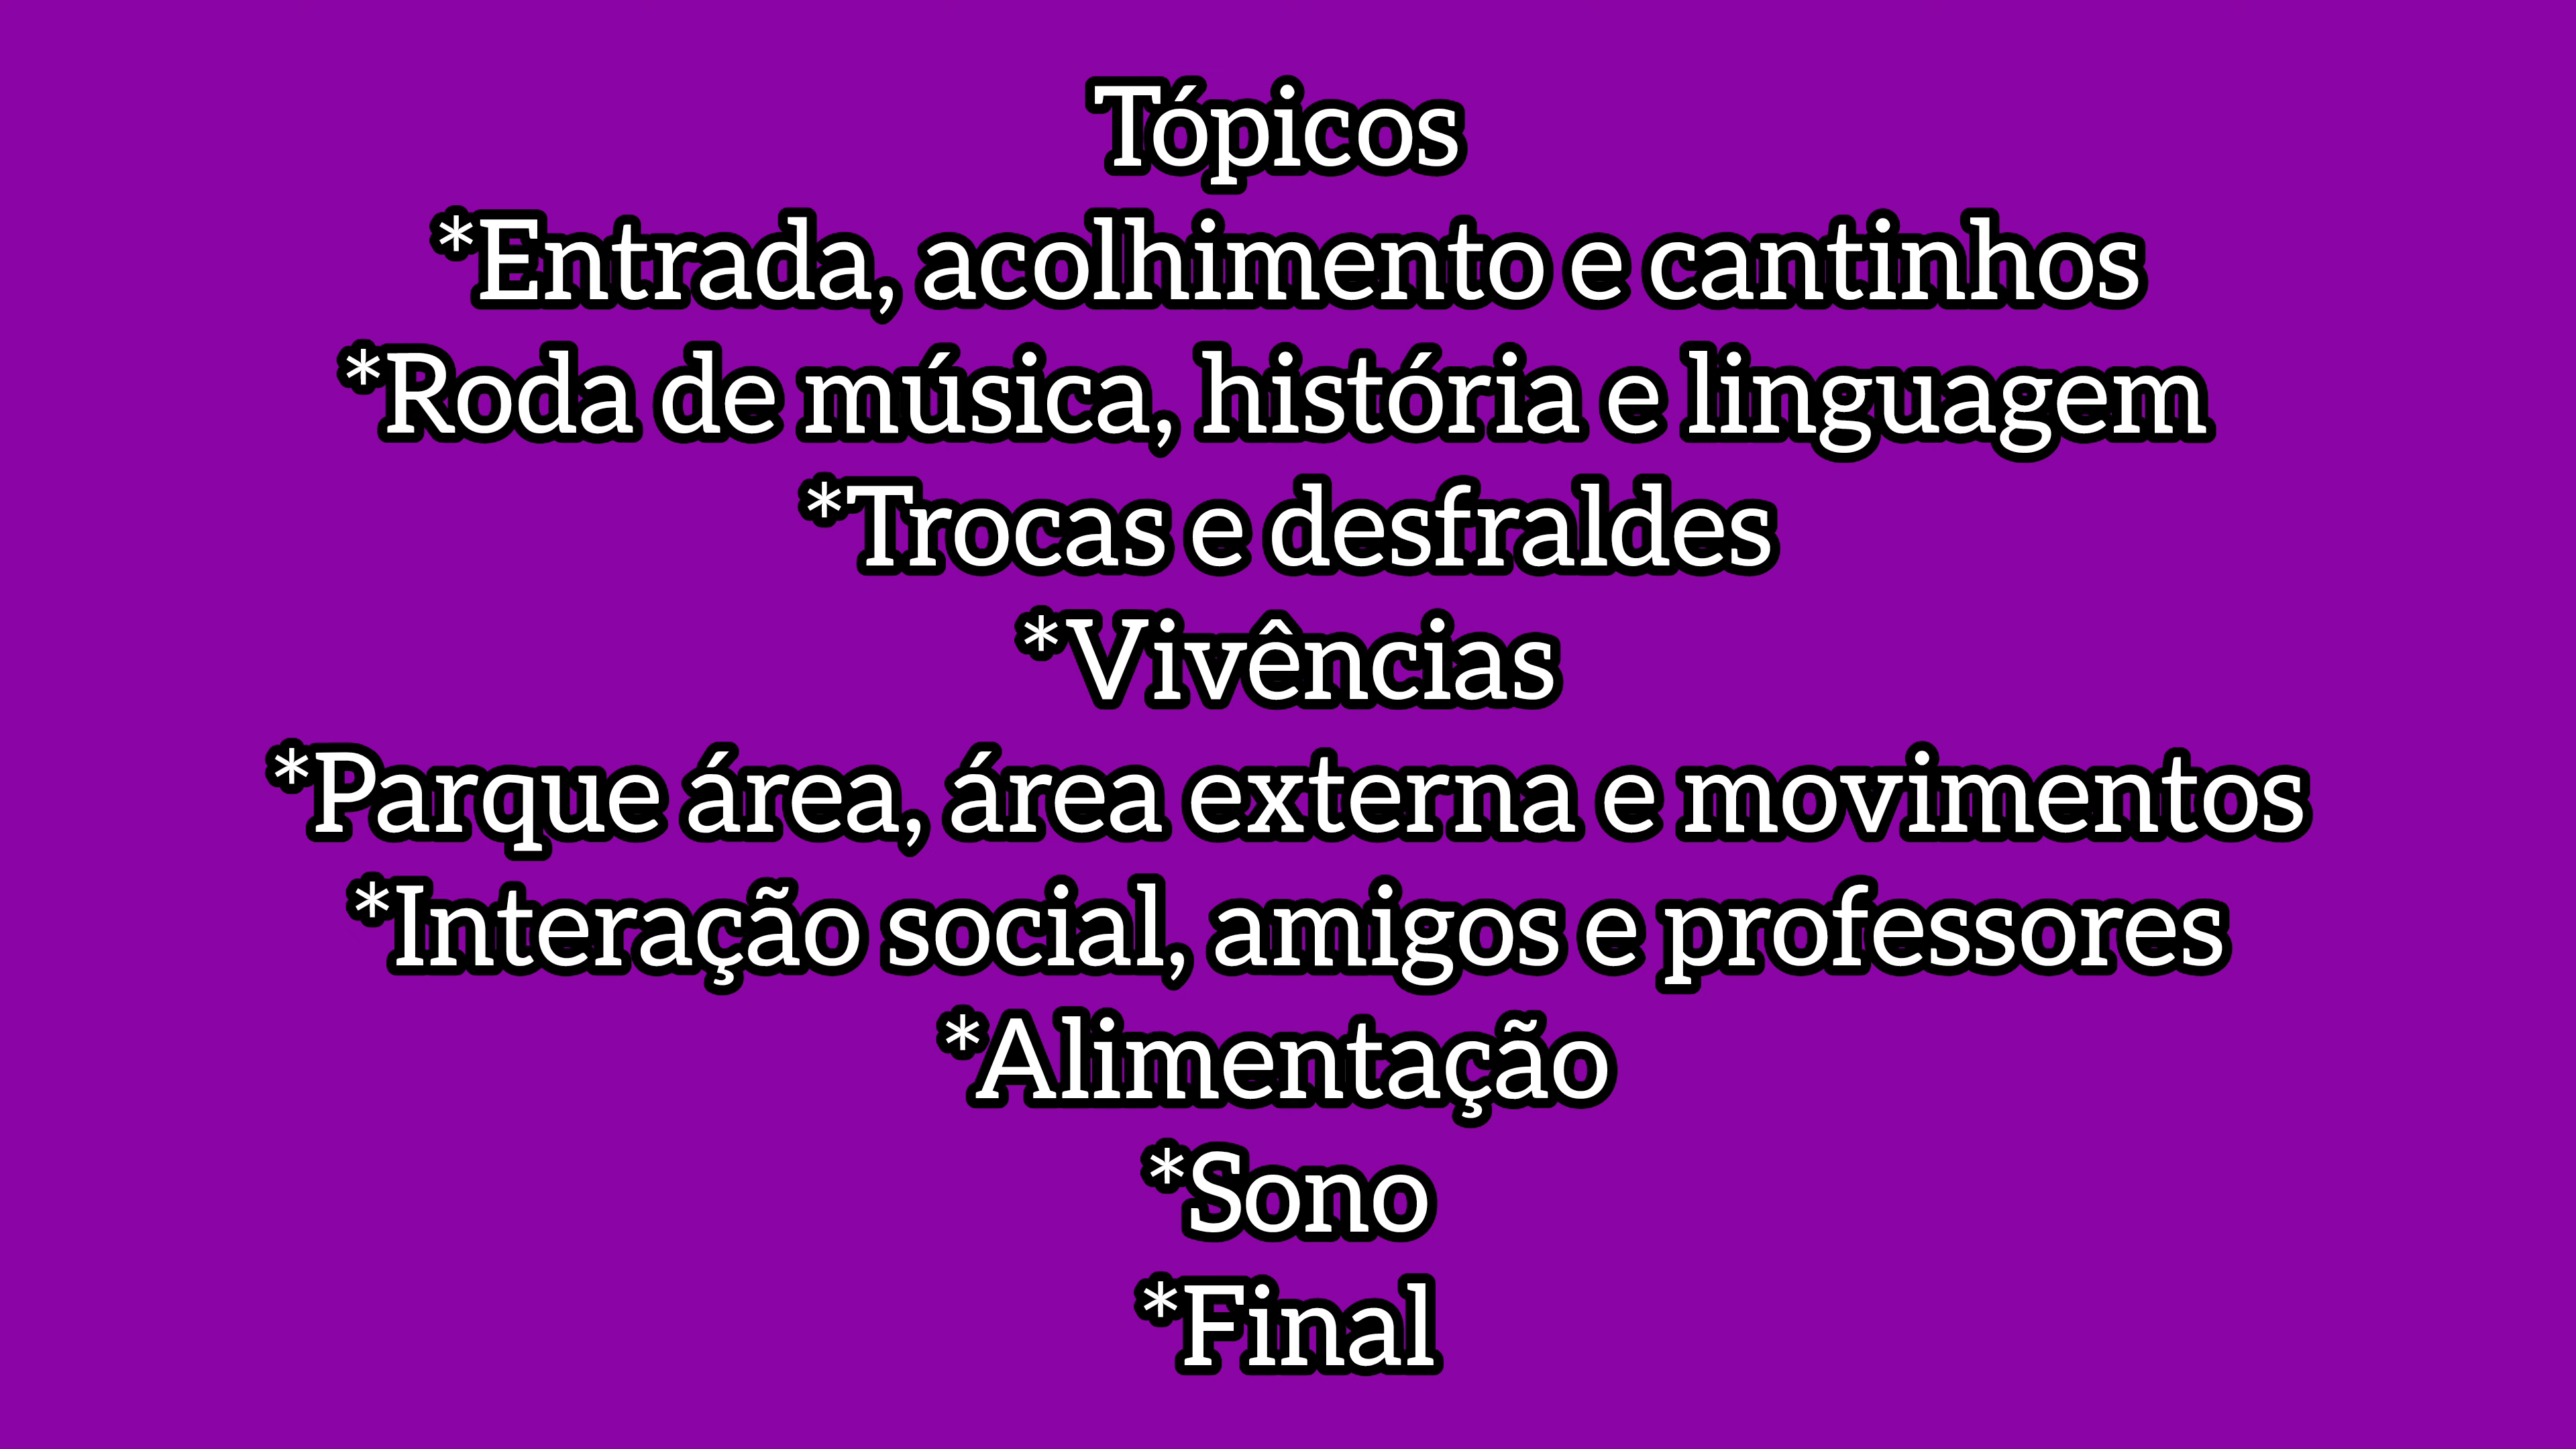 Tópicos
*Entrada, acolhimento e cantinhos
*Roda de música, história e linguagem
*Trocas e desfraldes
*Vivências
*Parque área, área externa e movimentos
*Interação social, amigos e professores
*Alimentação
*Sono
*Final